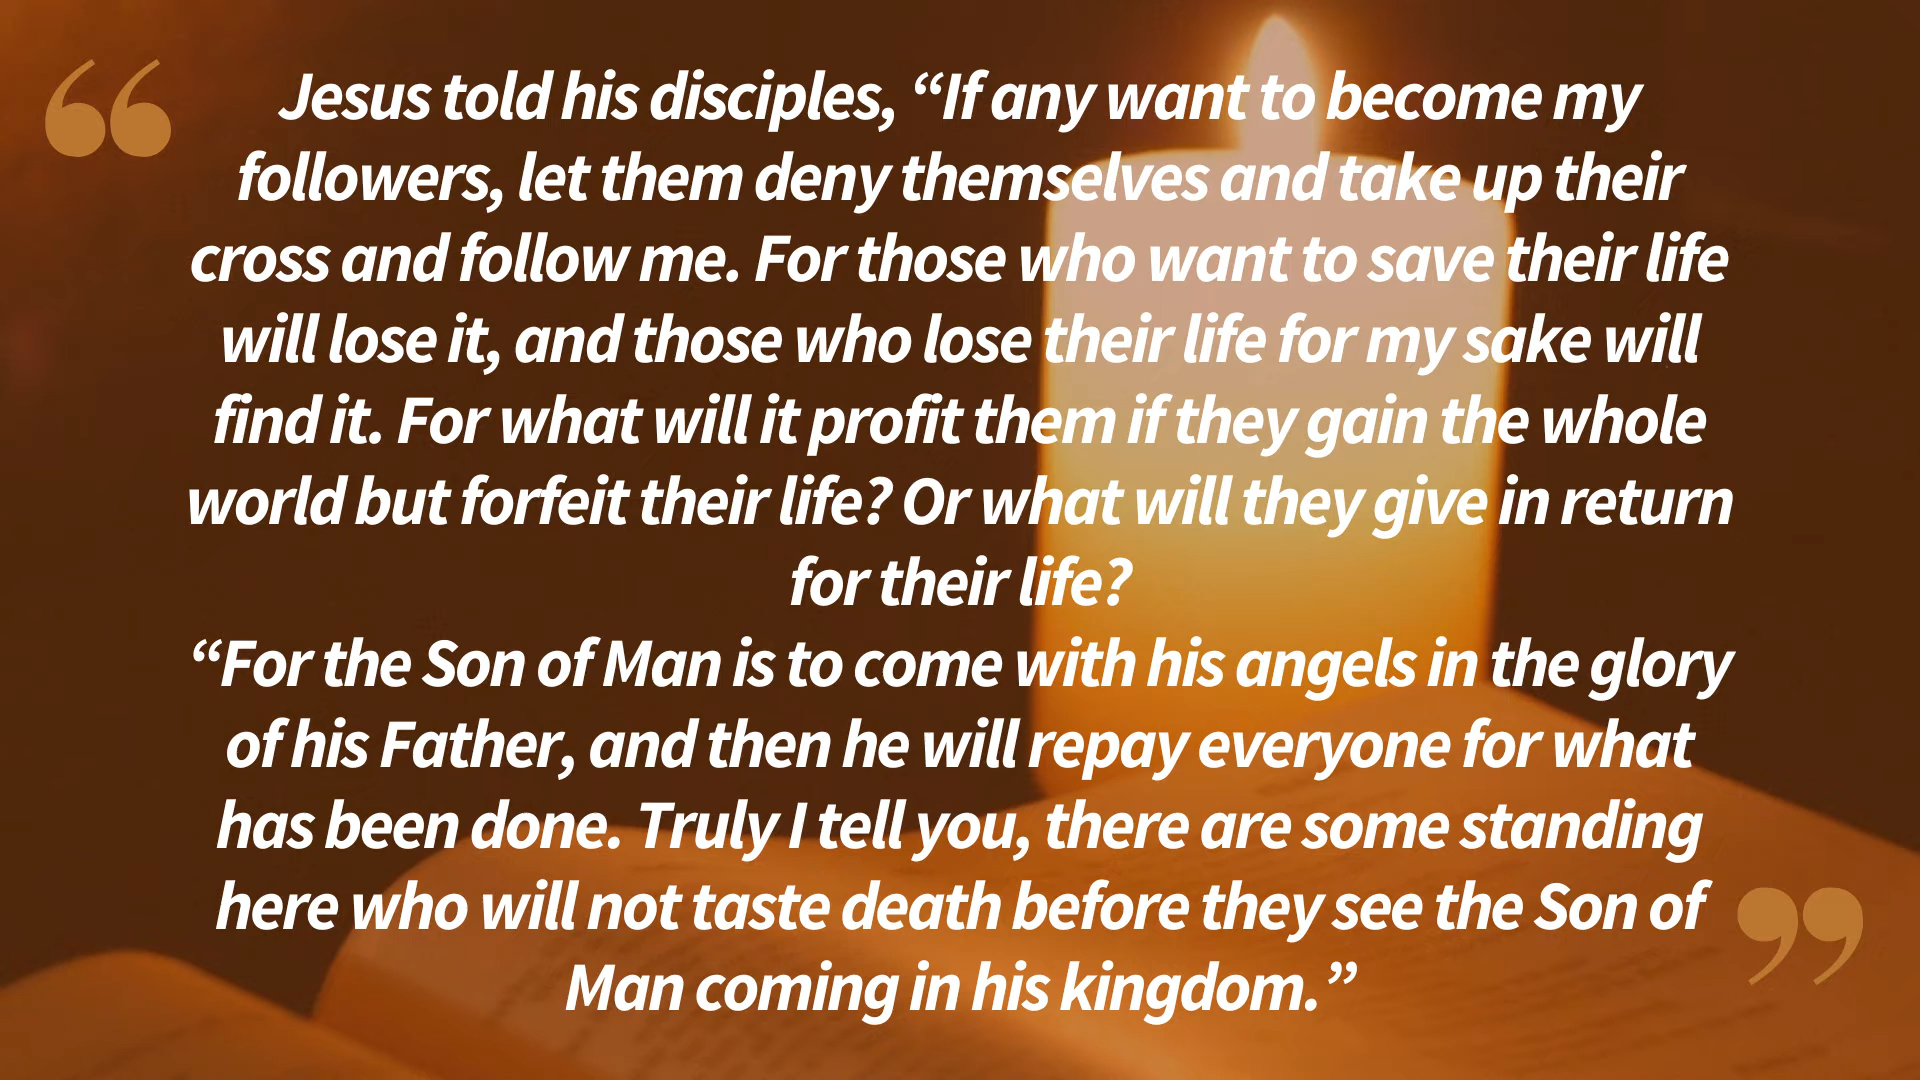 Jesus told his disciples, “If any want to become my
followers, let them deny themselves and take up their
cross and follow me. For those who want to save their life
will lose it, and those who lose their life for my sake will
find it. For what will it profit them if they gain the whole
world but forfeit their life? Or what will they give in return
for their life?
“For the Son of Man is to come with his angels in the glory
of his Father, and then he will repay everyone for what
has been done. Truly I tell you, there are some standing
here who will not taste death before they see the Son of
Man coming in his kingdom.”